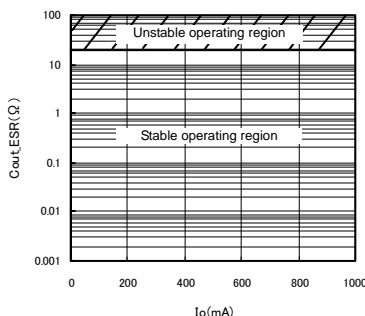 100
Unstable operating region
10
1
Stable operating region
0.1
0.01
0.001
Cout_ESR(Ω)
0 200 400 600 800 1000
Io(mA)